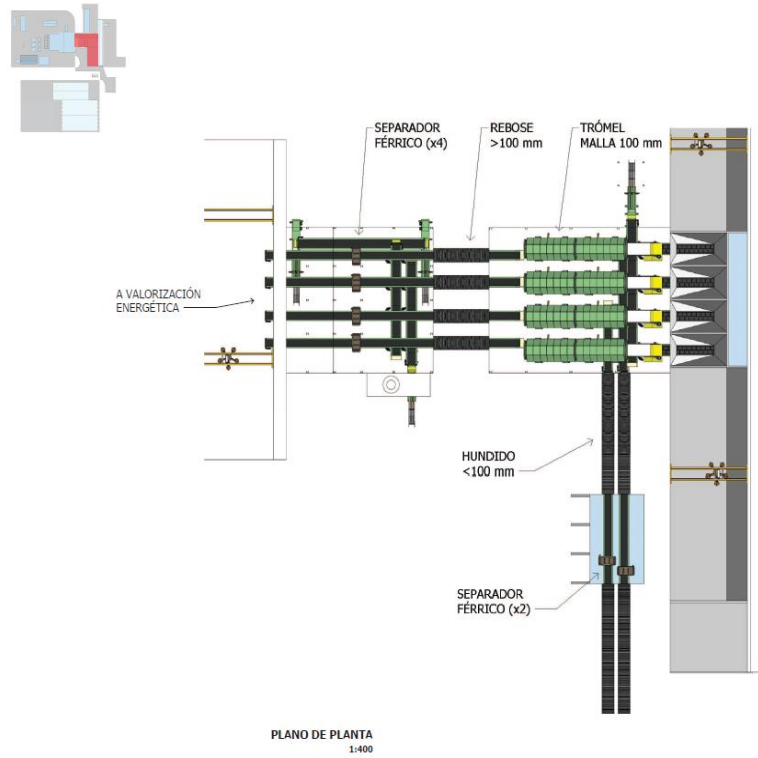 SEPARADOR
FÉRRICO (x4)
REBOSE
>100 mm
TRÓMEL
MALLA 100 mm
A VALORIZACIÓN
ENERGÉTICA
HUNDIDO
<100 mm
SEPARADOR
FÉRRICO (x2)
PLANO DE PLANTA
1:400